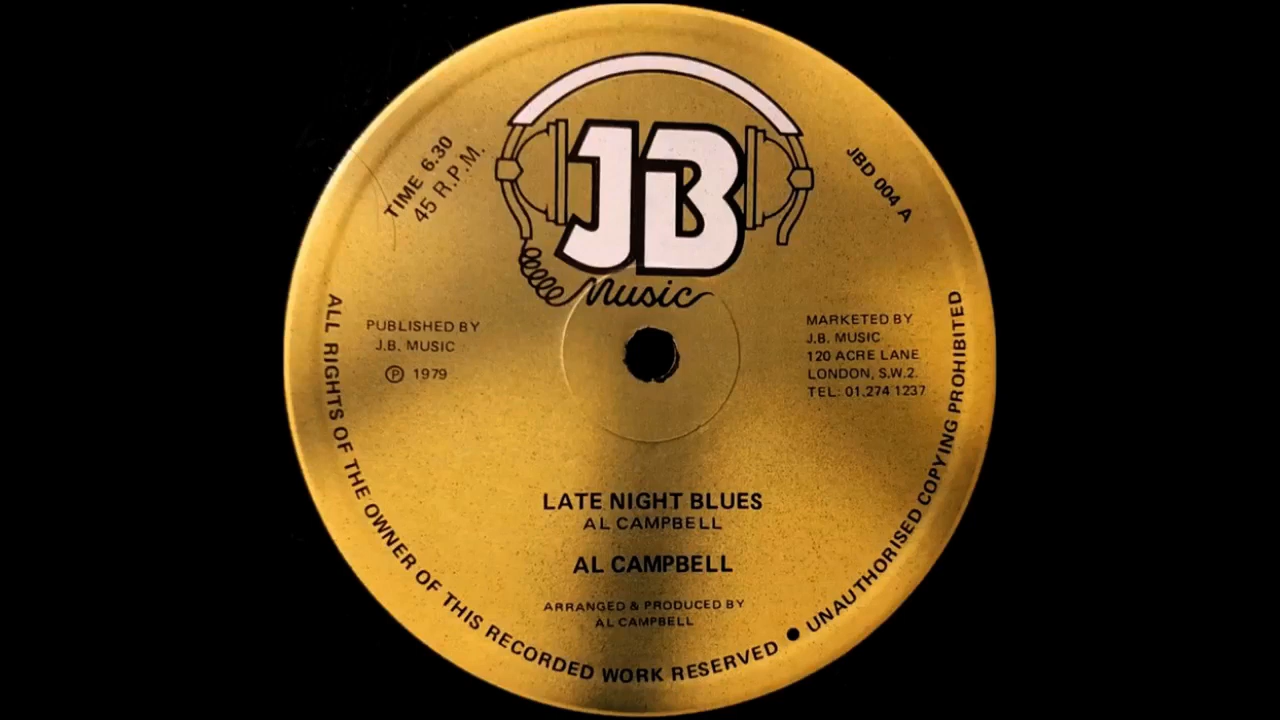 JB
Music
TIME 6.30
45 R.P.M.
JBD 004 A
PUBLISHED BY
J.B. MUSIC
Ⓟ 1979
MARKETED BY
J.B. MUSIC
120 ACRE LANE
LONDON, S.W.2.
TEL: 01.274 1237
LATE NIGHT BLUES
AL CAMPBELL
AL CAMPBELL
ARRANGED & PRODUCED BY
AL CAMPBELL
ALL RIGHTS OF THE OWNER OF THIS RECORDED WORK RESERVED ● UNAUTHORISED COPYING PROHIBITED